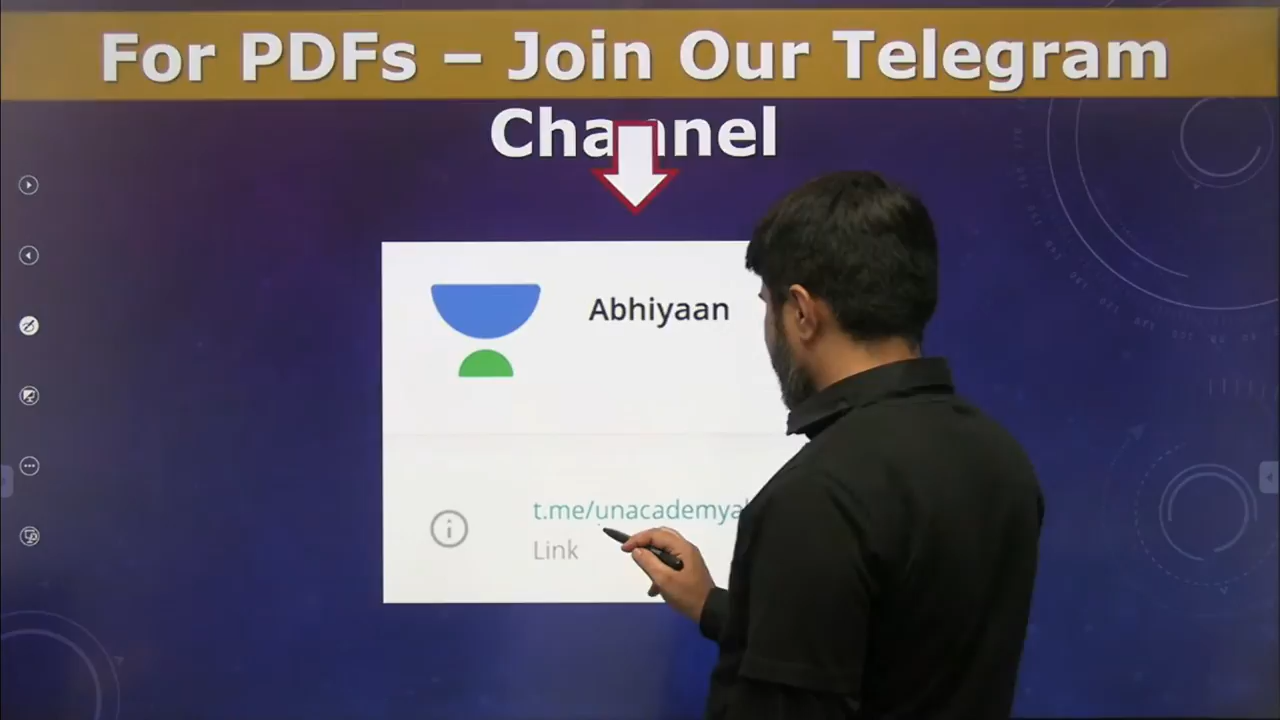 For PDFs – Join Our Telegram
Channel
Abhiyaan
t.me/unacademya
Link